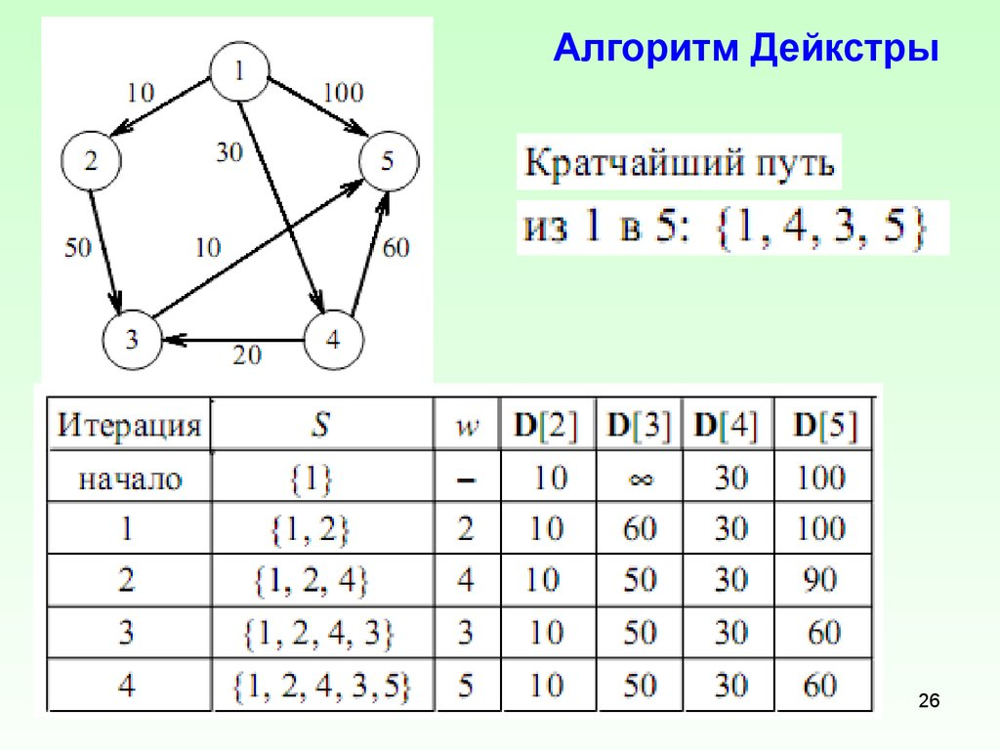 Алгоритм Дейкстры
1
10
100
2
30
5
50
10
60
3
20
4
Кратчайший путь
из 1 в 5: {1, 4, 3, 5}
Итерация S w D[2] D[3] D[4] D[5]
начало {1} – 10 ∞ 30 100
1 {1, 2} 2 10 60 30 100
2 {1, 2, 4} 4 10 50 30 90
3 {1, 2, 4, 3} 3 10 50 30 60
4 {1, 2, 4, 3, 5} 5 10 50 30 60
26